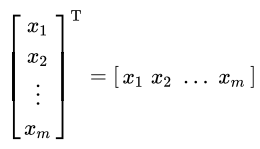 [x₁ x₂ ⋮ xₘ]ᵀ = [ x₁ x₂ … xₘ ]